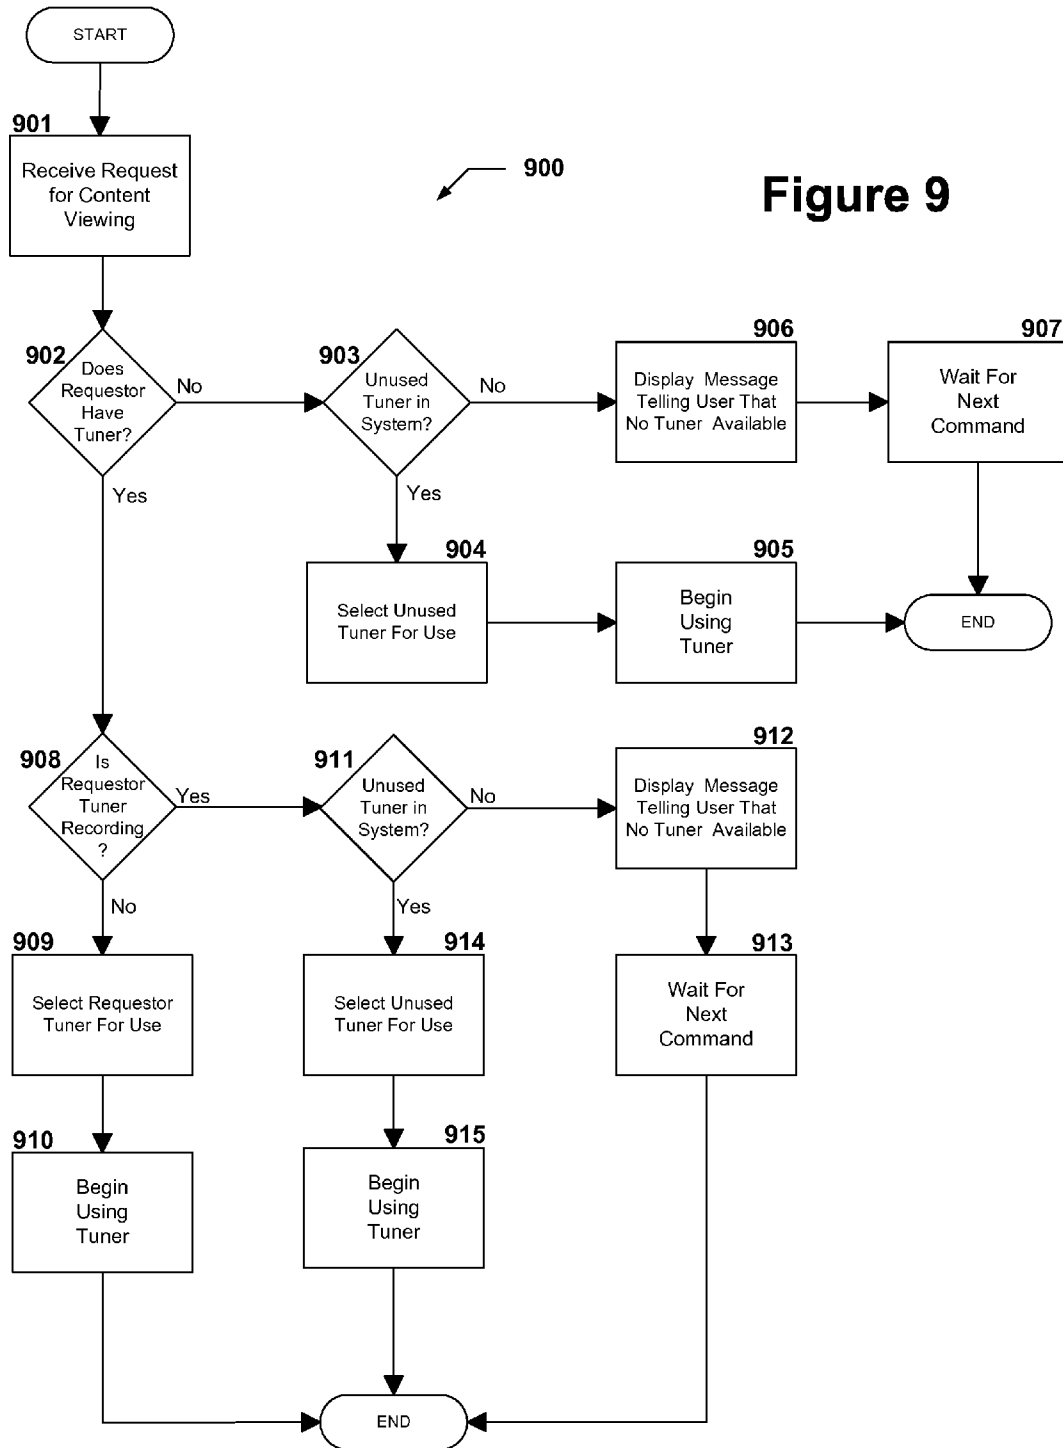 START
901
Receive Request
for Content
Viewing
900
Figure 9
902
Does
Requestor
Have
Tuner?
No
Yes
903
Unused
Tuner in
System?
No
Yes
906
Display Message
Telling User That
No Tuner Available
907
Wait For
Next
Command
904
Select Unused
Tuner For Use
905
Begin
Using
Tuner
END
908
Is
Requestor
Tuner
Recording
?
Yes
No
911
Unused
Tuner in
System?
No
Yes
912
Display Message
Telling User That
No Tuner Available
909
Select Requestor
Tuner For Use
914
Select Unused
Tuner For Use
913
Wait For
Next
Command
910
Begin
Using
Tuner
915
Begin
Using
Tuner
END